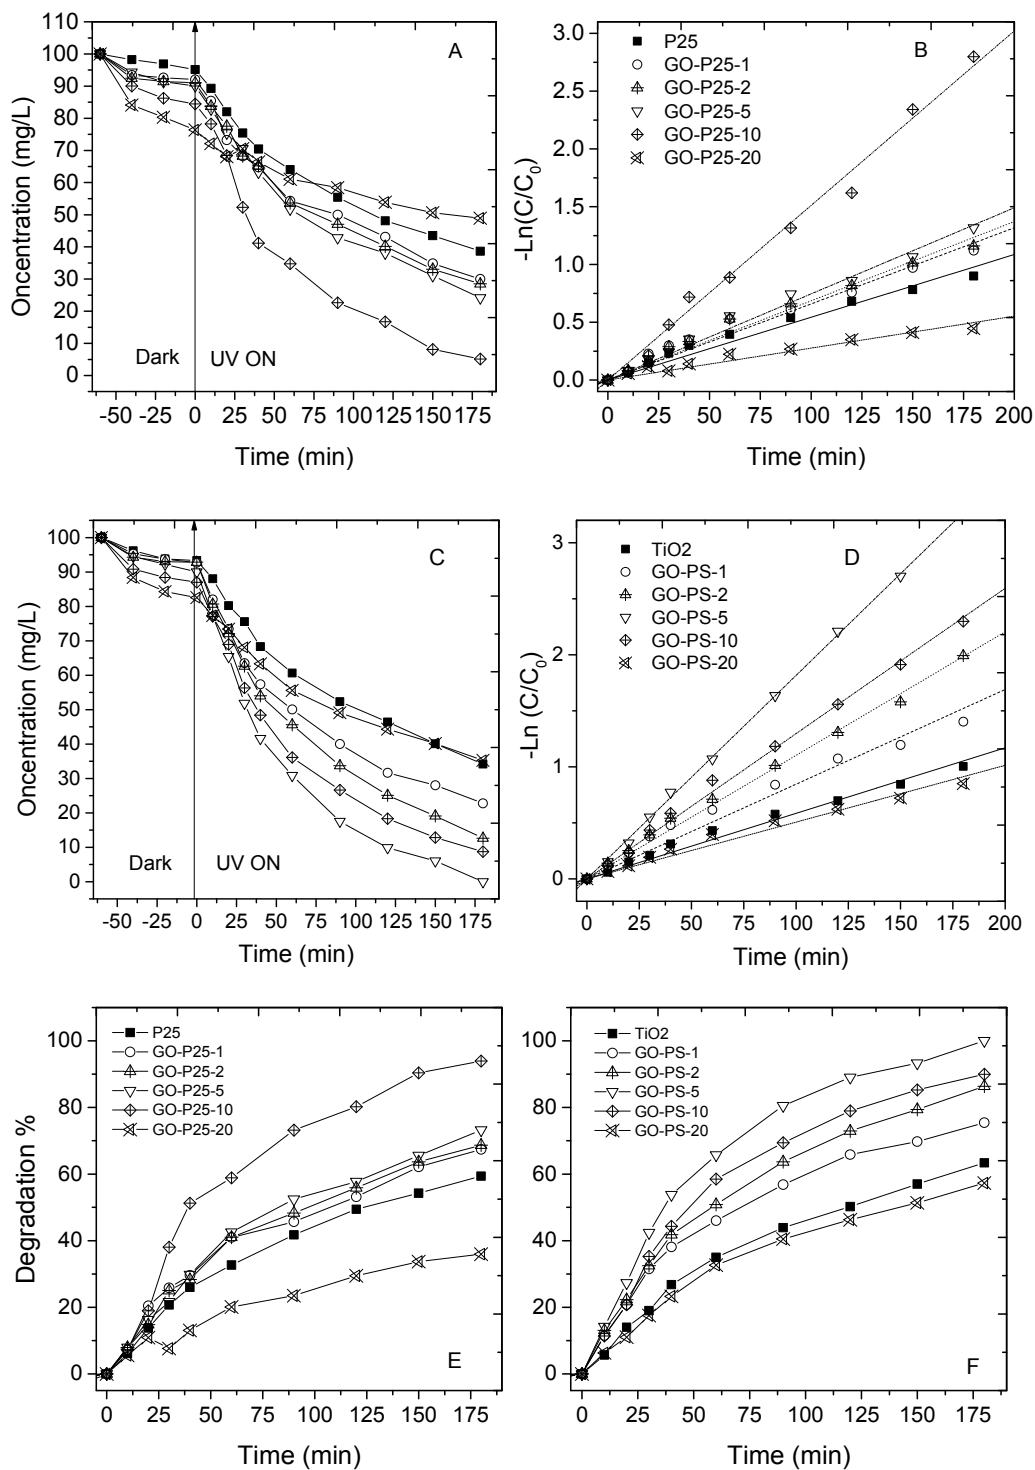 A
110
100
90
80
70
60
50
40
30
20
10
0
Oncentration (mg/L)
Dark
UV ON
-50 -25 0 25 50 75 100 125 150 175
Time (min)
B
P25
GO-P25-1
GO-P25-2
GO-P25-5
GO-P25-10
GO-P25-20
3.0
2.5
2.0
1.5
1.0
0.5
0.0
-Ln(C/C0)
0 25 50 75 100 125 150 175 200
Time (min)
C
100
90
80
70
60
50
40
30
20
10
0
Oncentration (mg/L)
Dark
UV ON
-50 -25 0 25 50 75 100 125 150 175
Time (min)
D
TiO2
GO-PS-1
GO-PS-2
GO-PS-5
GO-PS-10
GO-PS-20
3
2
1
0
-Ln (C/C0)
0 25 50 75 100 125 150 175 200
Time (min)
P25
GO-P25-1
GO-P25-2
GO-P25-5
GO-P25-10
GO-P25-20
100
80
60
40
20
0
Degradation %
E
0 25 50 75 100 125 150 175
Time (min)
TiO2
GO-PS-1
GO-PS-2
GO-PS-5
GO-PS-10
GO-PS-20
100
80
60
40
20
0
F
0 25 50 75 100 125 150 175
Time (min)